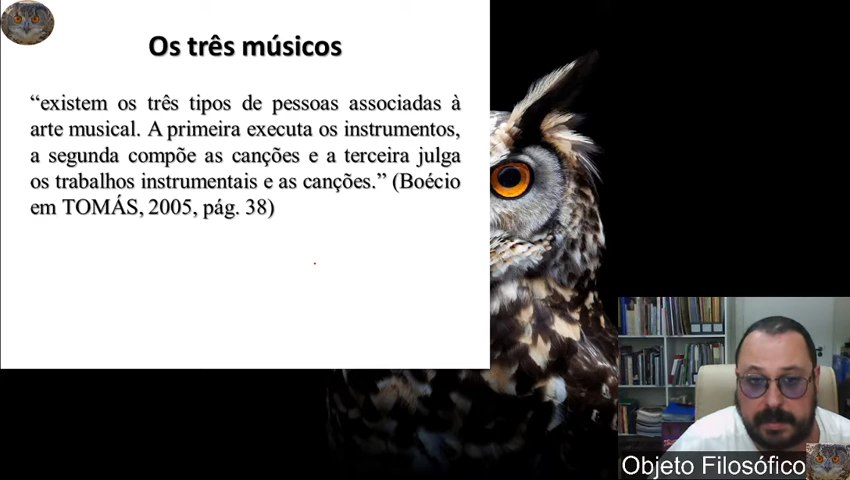 Os três músicos
“existem os três tipos de pessoas associadas à
arte musical. A primeira executa os instrumentos,
a segunda compõe as canções e a terceira julga
os trabalhos instrumentais e as canções.” (Boécio
em TOMÁS, 2005, pág. 38)
Objeto Filosófico